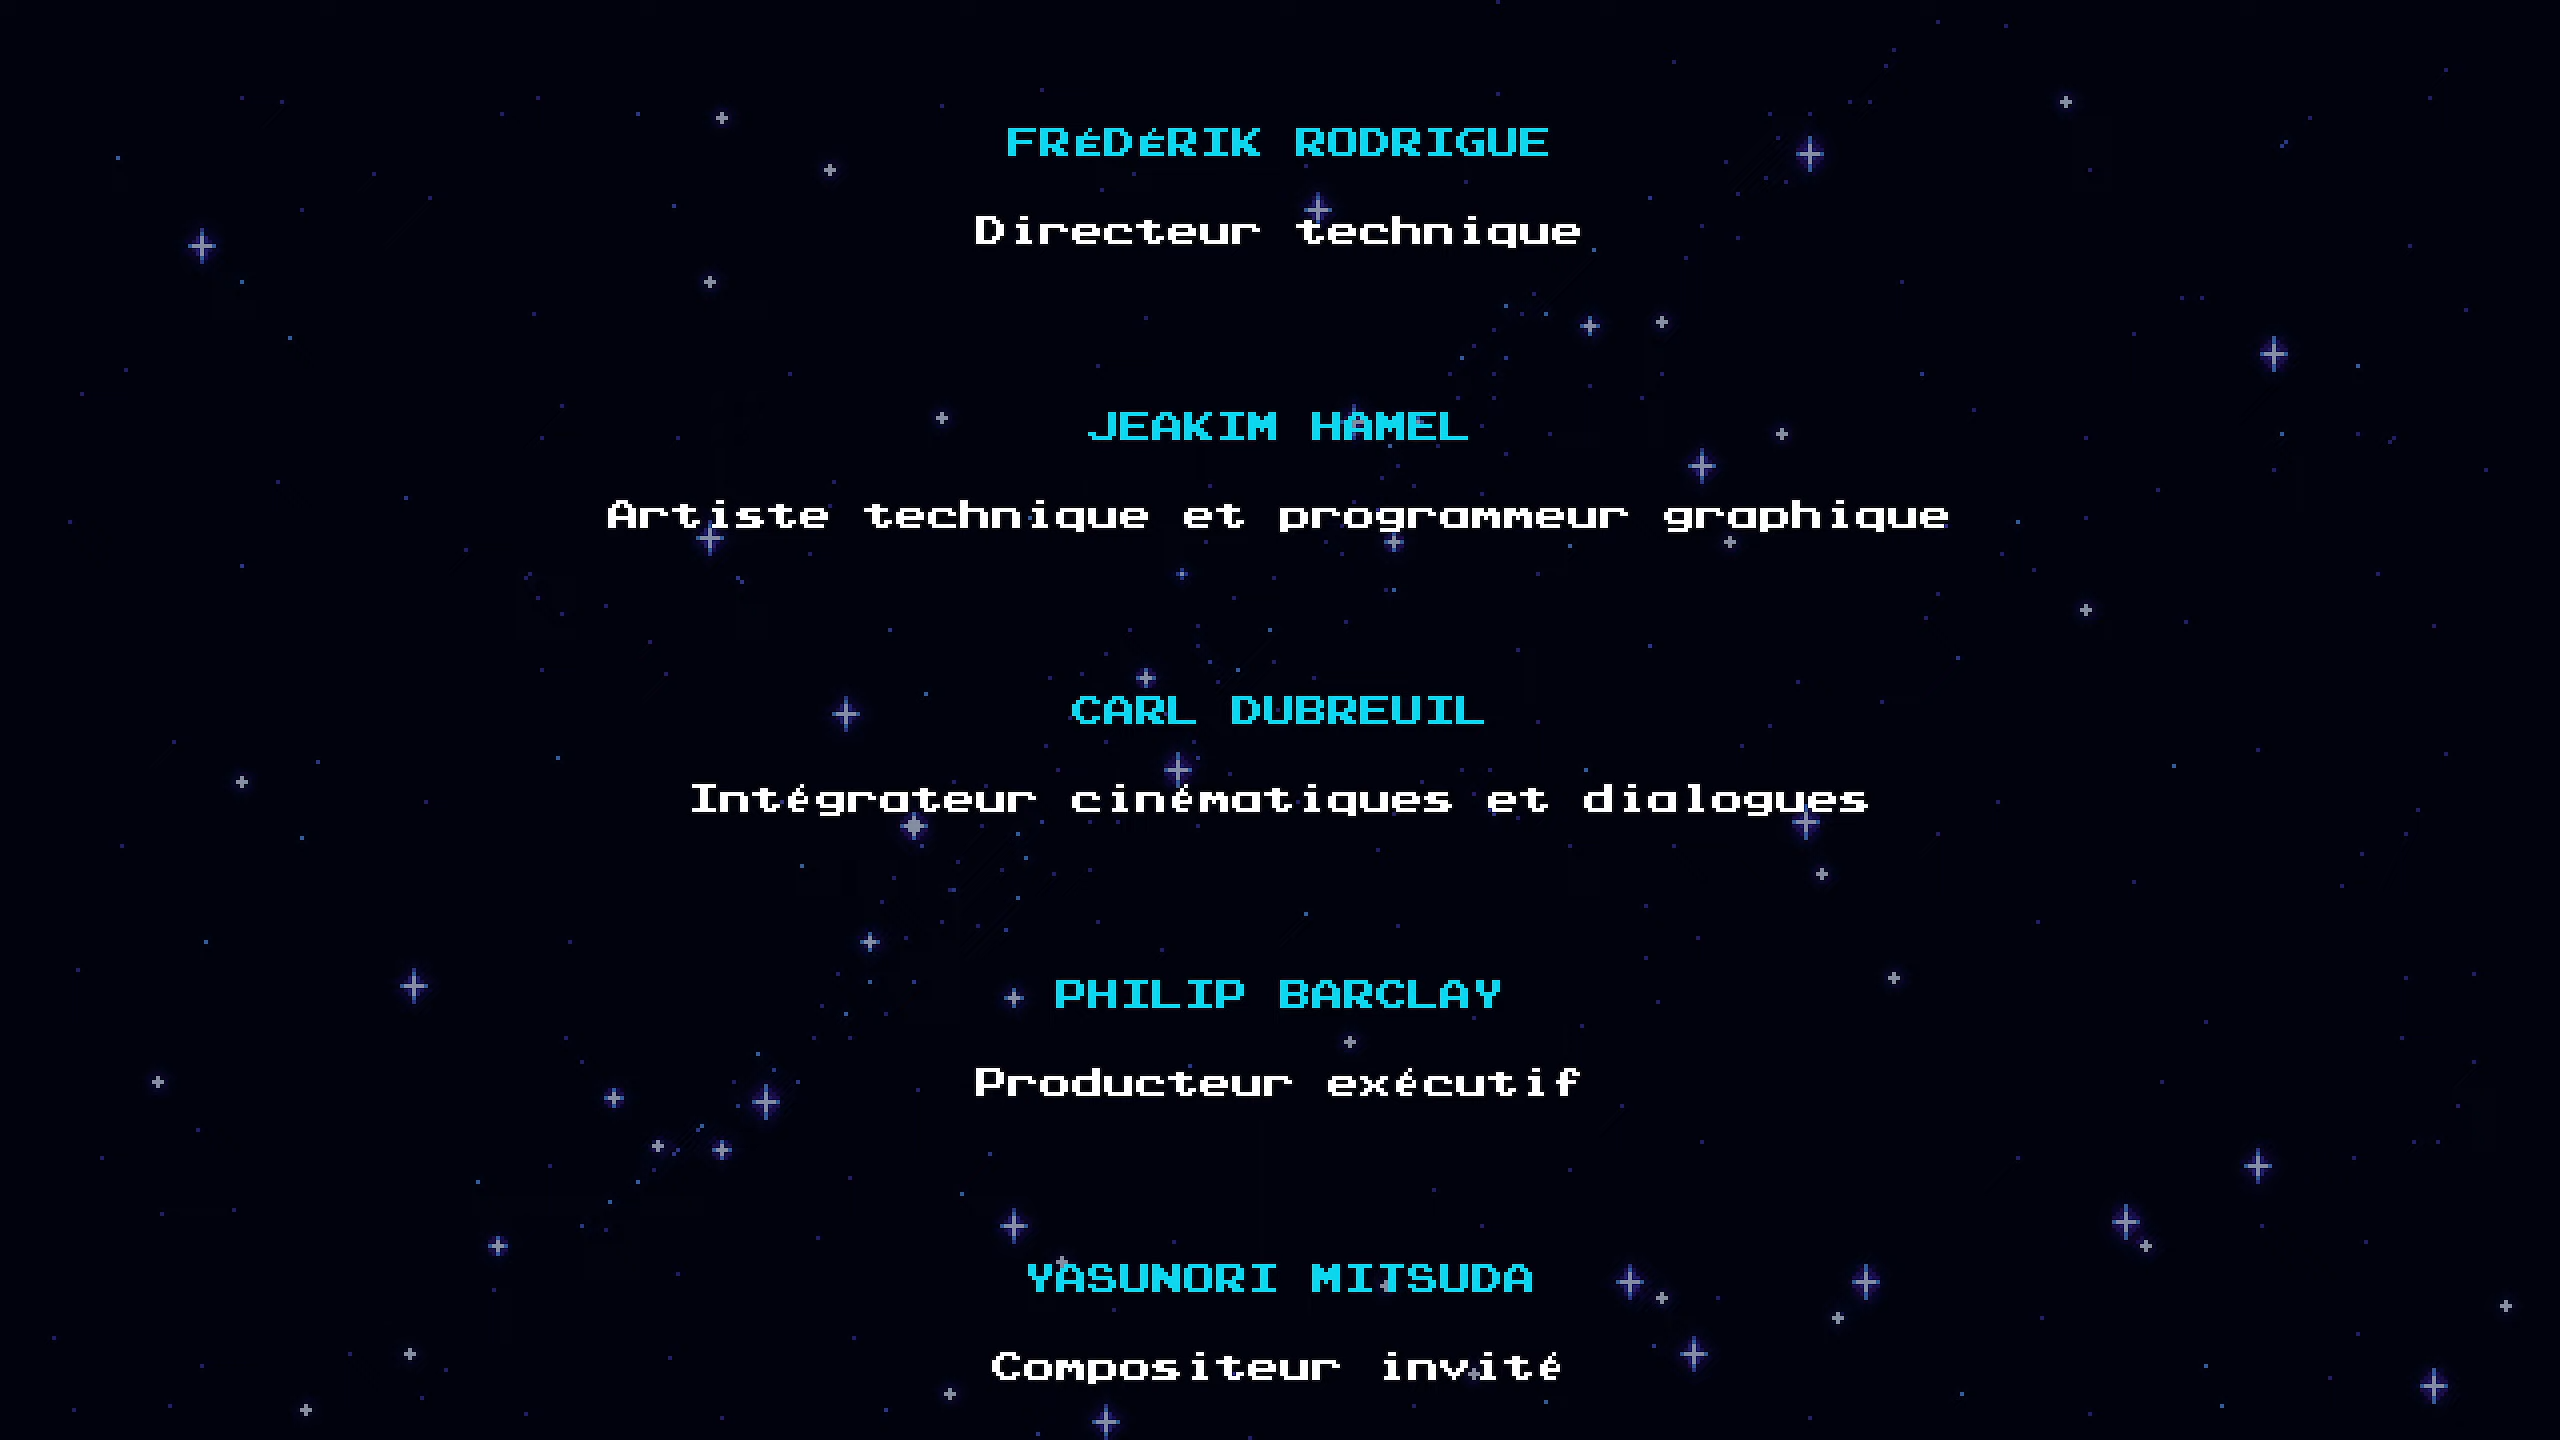 FRéDéRIK RODRIGUE
Directeur technique
JEAKIM HAMEL
Artiste technique et programmeur graphique
CARL DUBREUIL
Intégrateur cinématiques et dialogues
PHILIP BARCLAY
Producteur exécutif
YASUNORI MITSUDA
Compositeur invité